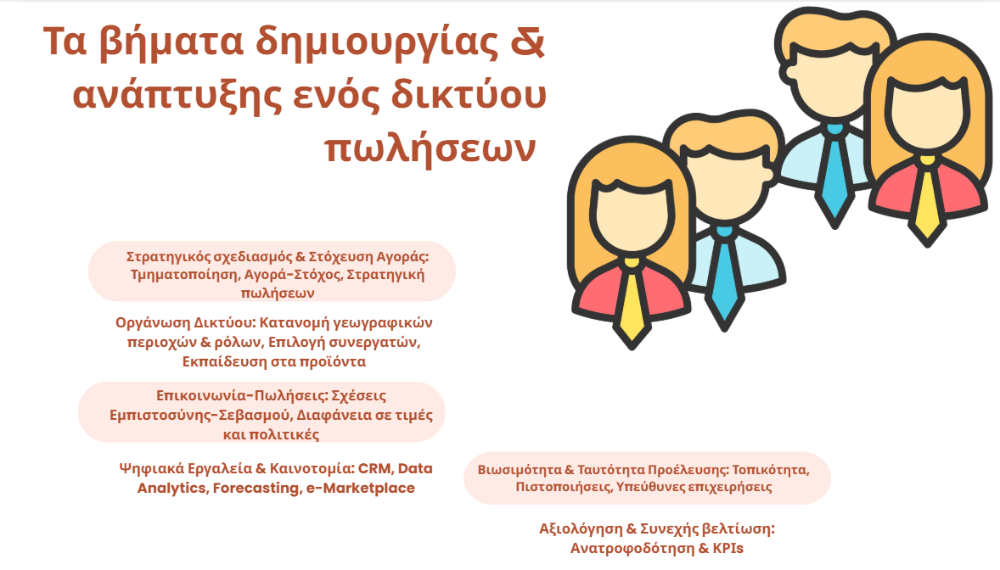 Τα βήματα δημιουργίας &
ανάπτυξης ενός δικτύου
πωλήσεων
Στρατηγικός σχεδιασμός & Στόχευση Αγοράς:
Τμηματοποίηση, Αγορά-Στόχος, Στρατηγική
πωλήσεων
Οργάνωση Δικτύου: Κατανομή γεωγραφικών
περιοχών & ρόλων, Επιλογή συνεργατών,
Εκπαίδευση στα προϊόντα
Επικοινωνία-Πωλήσεις: Σχέσεις
Εμπιστοσύνης-Σεβασμού, Διαφάνεια σε τιμές
και πολιτικές
Ψηφιακά Εργαλεία & Καινοτομία: CRM, Data
Analytics, Forecasting, e-Marketplace
Βιωσιμότητα & Ταυτότητα Προέλευσης: Τοπικότητα,
Πιστοποιήσεις, Υπεύθυνες επιχειρήσεις
Αξιολόγηση & Συνεχής βελτίωση:
Ανατροφοδότηση & KPIs